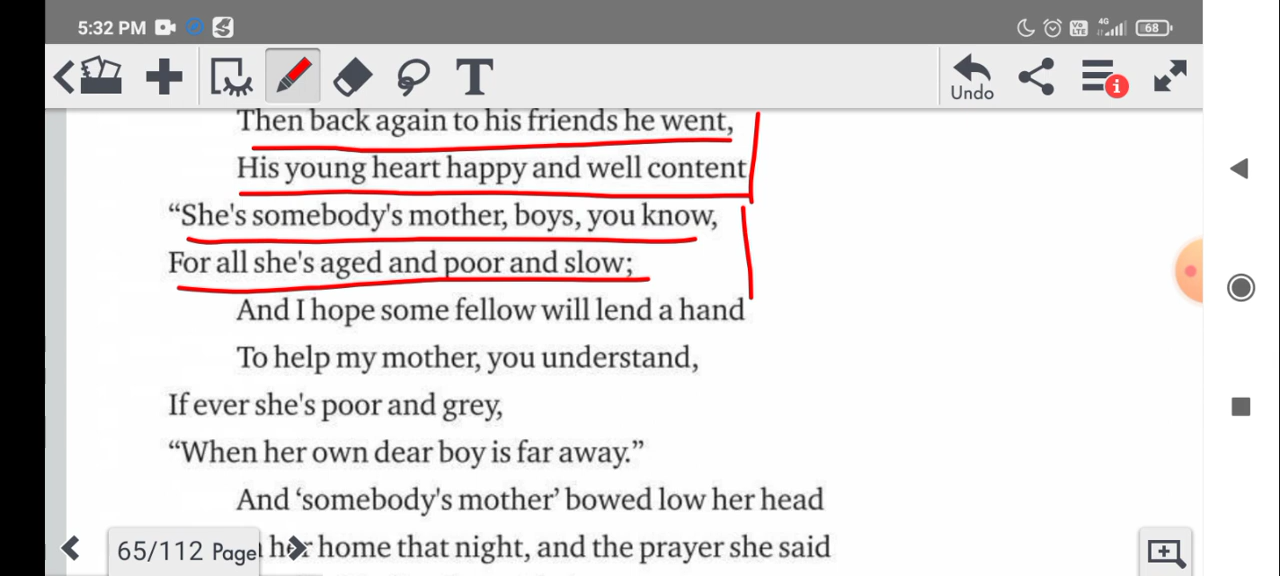 5:32 PM
4G
Vo LTE
68
T
Undo
Then back again to his friends he went,
His young heart happy and well content
“She's somebody's mother, boys, you know,
For all she's aged and poor and slow;
And I hope some fellow will lend a hand
To help my mother, you understand,
If ever she's poor and grey,
“When her own dear boy is far away.”
And ‘somebody's mother’ bowed low her head
her home that night, and the prayer she said
65/112 Page